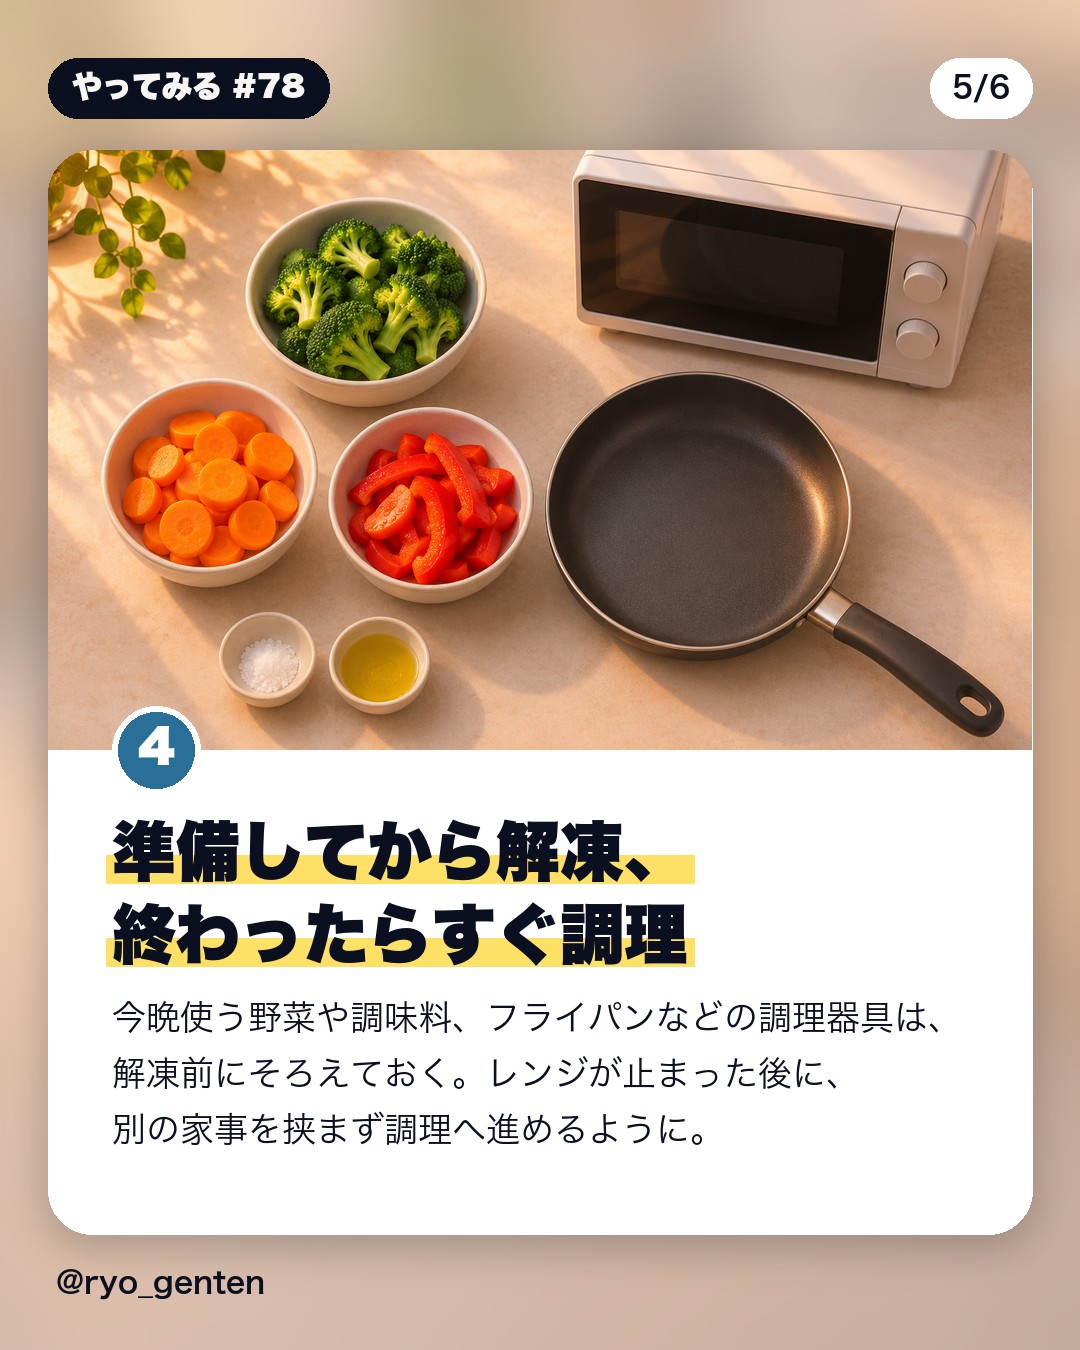 やってみる #78
5/6
4
準備してから解凍、
終わったらすぐ調理
今晩使う野菜や調味料、フライパンなどの調理器具は、
解凍前にそろえておく。レンジが止まった後に、
別の家事を挟まず調理へ進めるように。
@ryo_genten